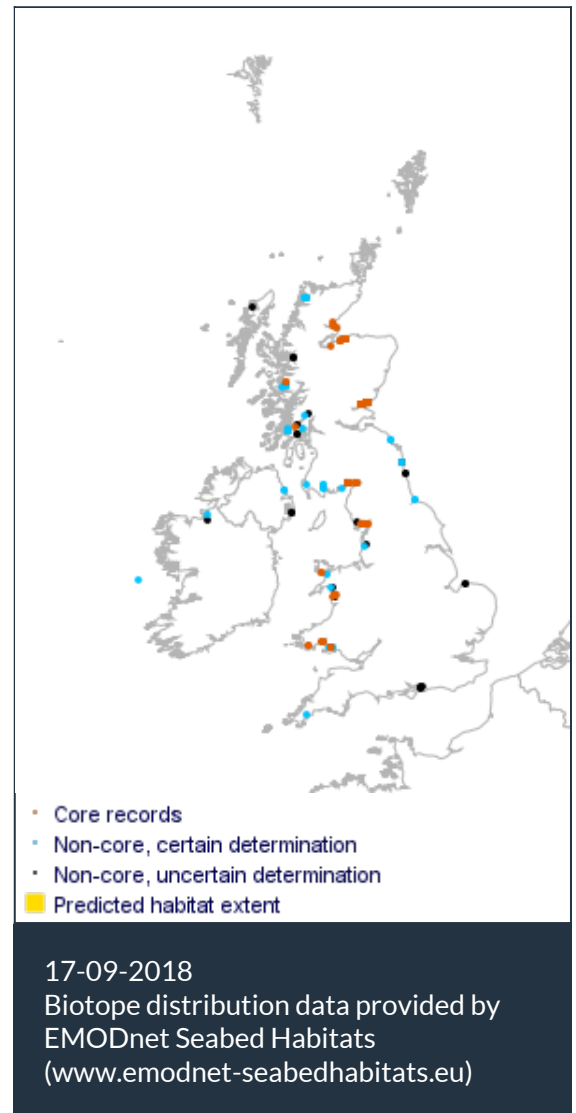 Core records
Non-core, certain determination
Non-core, uncertain determination
Predicted habitat extent
17-09-2018
Biotope distribution data provided by
EMODnet Seabed Habitats
(www.emodnet-seabedhabitats.eu)